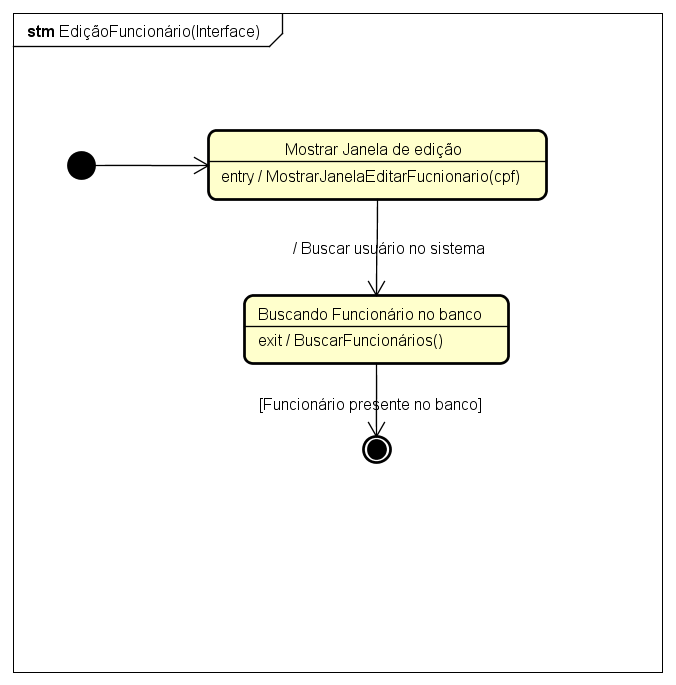 stm EdiçãoFuncionário(Interface)
Mostrar Janela de edição
entry / MostrarJanelaEditarFucnionario(cpf)
/ Buscar usuário no sistema
Buscando Funcionário no banco
exit / BuscarFuncionários()
[Funcionário presente no banco]